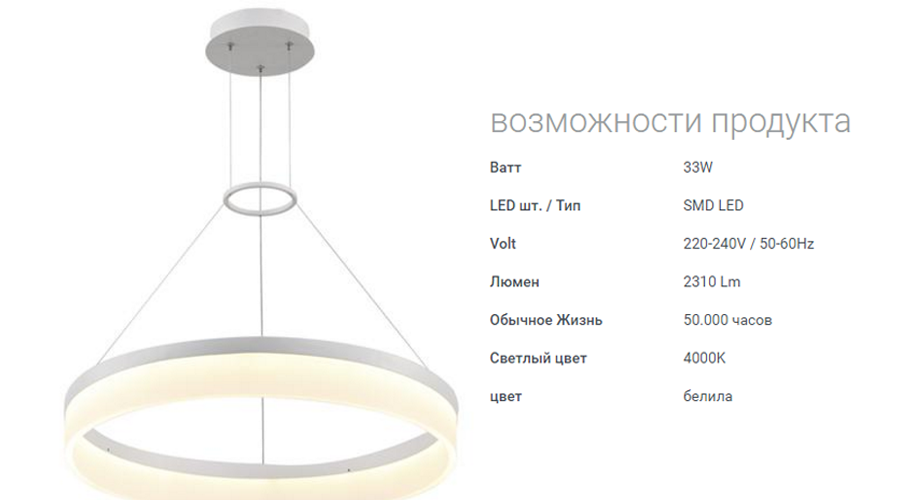 возможности продукта
Ватт 33W
LED шт. / Тип SMD LED
Volt 220-240V / 50-60Hz
Люмен 2310 Lm
Обычное Жизнь 50.000 часов
Светлый цвет 4000K
цвет белила